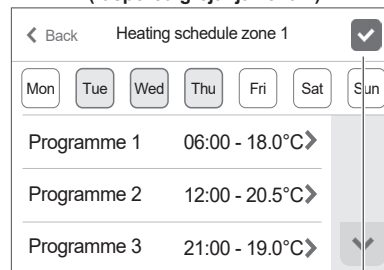 Back Heating schedule zone 1
Mon Tue Wed Thu Fri Sat Sun
Programme 1 06:00 - 18.0°C
Programme 2 12:00 - 20.5°C
Programme 3 21:00 - 19.0°C